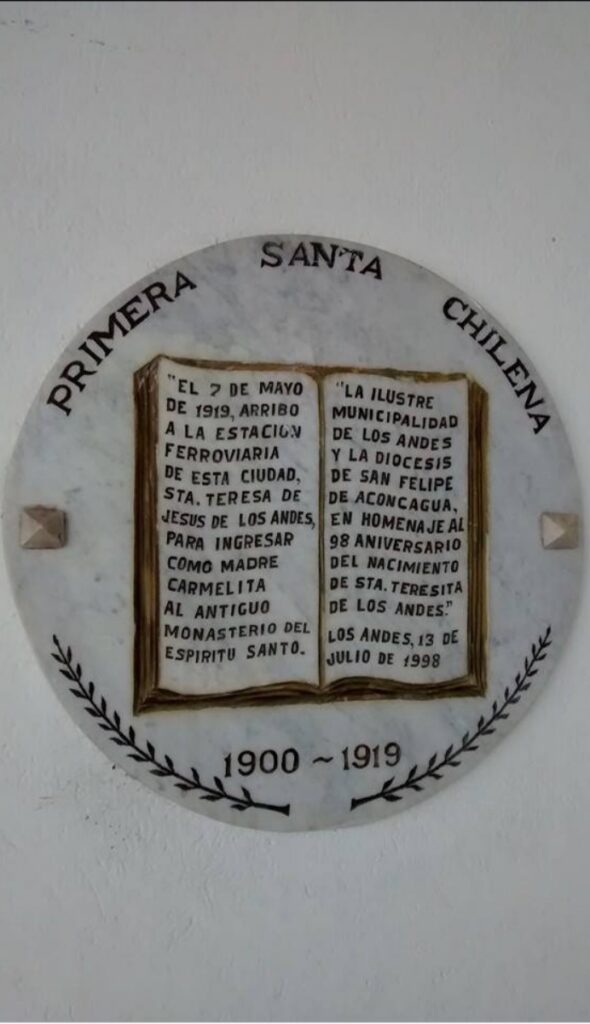 PRIMERA SANTA CHILENA
"EL 7 DE MAYO
DE 1919, ARRIBO
A LA ESTACION
FERROVIARIA
DE ESTA CIUDAD,
STA. TERESA DE
JESUS DE LOS ANDES,
PARA INGRESAR
COMO MADRE
CARMELITA
AL ANTIGUO
MONASTERIO DEL
ESPIRITU SANTO.
"LA ILUSTRE
MUNICIPALIDAD
DE LOS ANDES
Y LA DIOCESIS
DE SAN FELIPE
DE ACONCAGUA,
EN HOMENAJE AL
98 ANIVERSARIO
DEL NACIMIENTO
DE STA. TERESITA
DE LOS ANDES."
LOS ANDES, 13 DE
JULIO DE 1998
1900 ~ 1919